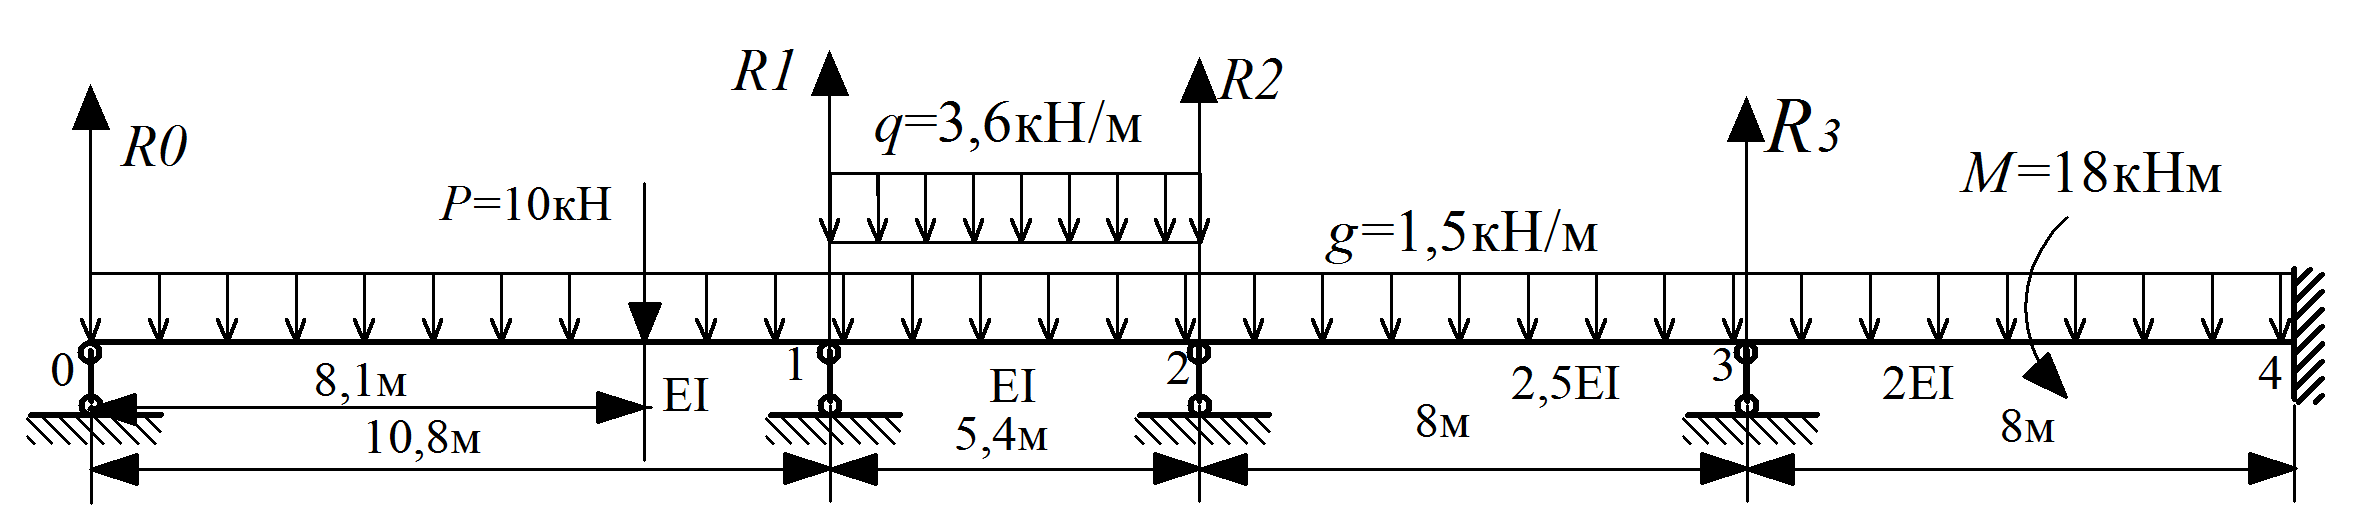 R0
R1
R2
R3
q=3,6кН/м
P=10кН
g=1,5кН/м
M=18кНм
0
1
2
3
4
8,1м
EI
EI
2,5EI
2EI
10,8м
5,4м
8м
8м